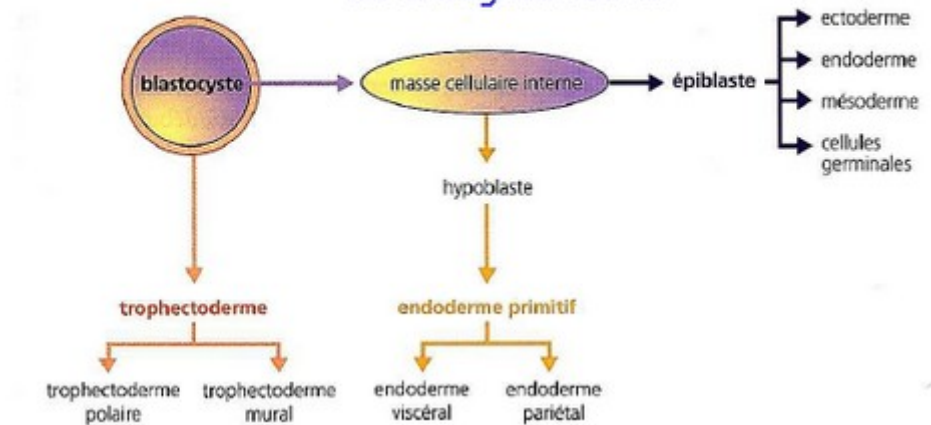 ectoderme
blastocyste
masse cellulaire interne
épiblaste
endoderme
mésoderme
cellules
germinales
hypoblaste
trophectoderme
endoderme primitif
trophectoderme
polaire
trophectoderme
mural
endoderme
viscéral
endoderme
pariétal